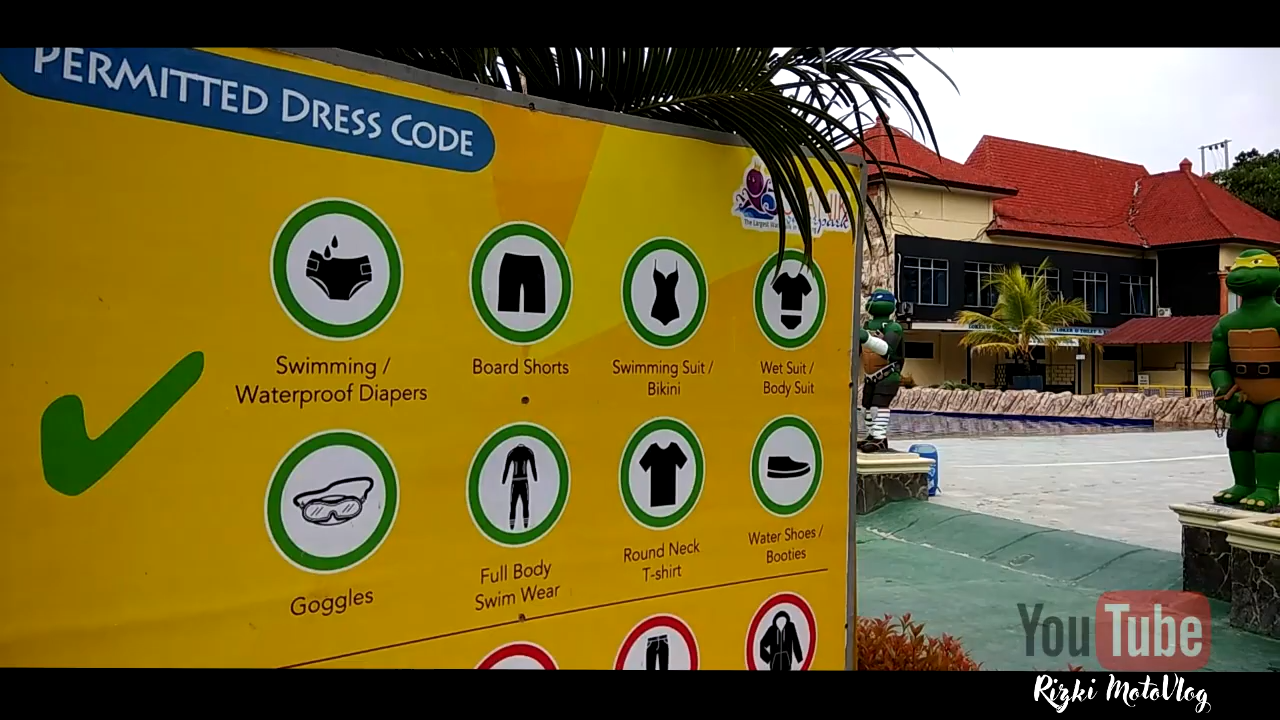 PERMITTED DRESS CODE
Swimming /
Waterproof Diapers
Board Shorts
Swimming Suit /
Bikini
Wet Suit /
Body Suit
Goggles
Full Body
Swim Wear
Round Neck
T-shirt
Water Shoes /
Booties
YouTube
Rizki MotoVlog